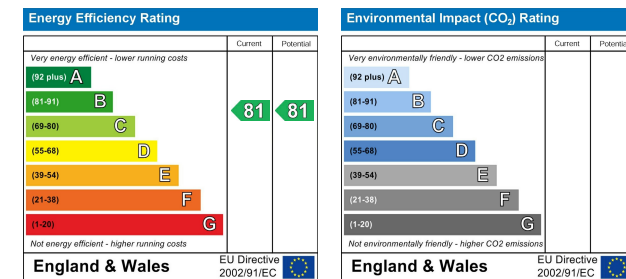 Energy Efficiency Rating
Current Potential
Very energy efficient - lower running costs
(92 plus) A
(81-91) B
81 81
(69-80) C
(55-68) D
(39-54) E
(21-38) F
(1-20) G
Not energy efficient - higher running costs
England & Wales
EU Directive
2002/91/EC
Environmental Impact (CO2) Rating
Current Potential
Very environmentally friendly - lower CO2 emissions
(92 plus) A
(81-91) B
(69-80) C
(55-68) D
(39-54) E
(21-38) F
(1-20) G
Not environmentally friendly - higher CO2 emissions
England & Wales
EU Directive
2002/91/EC